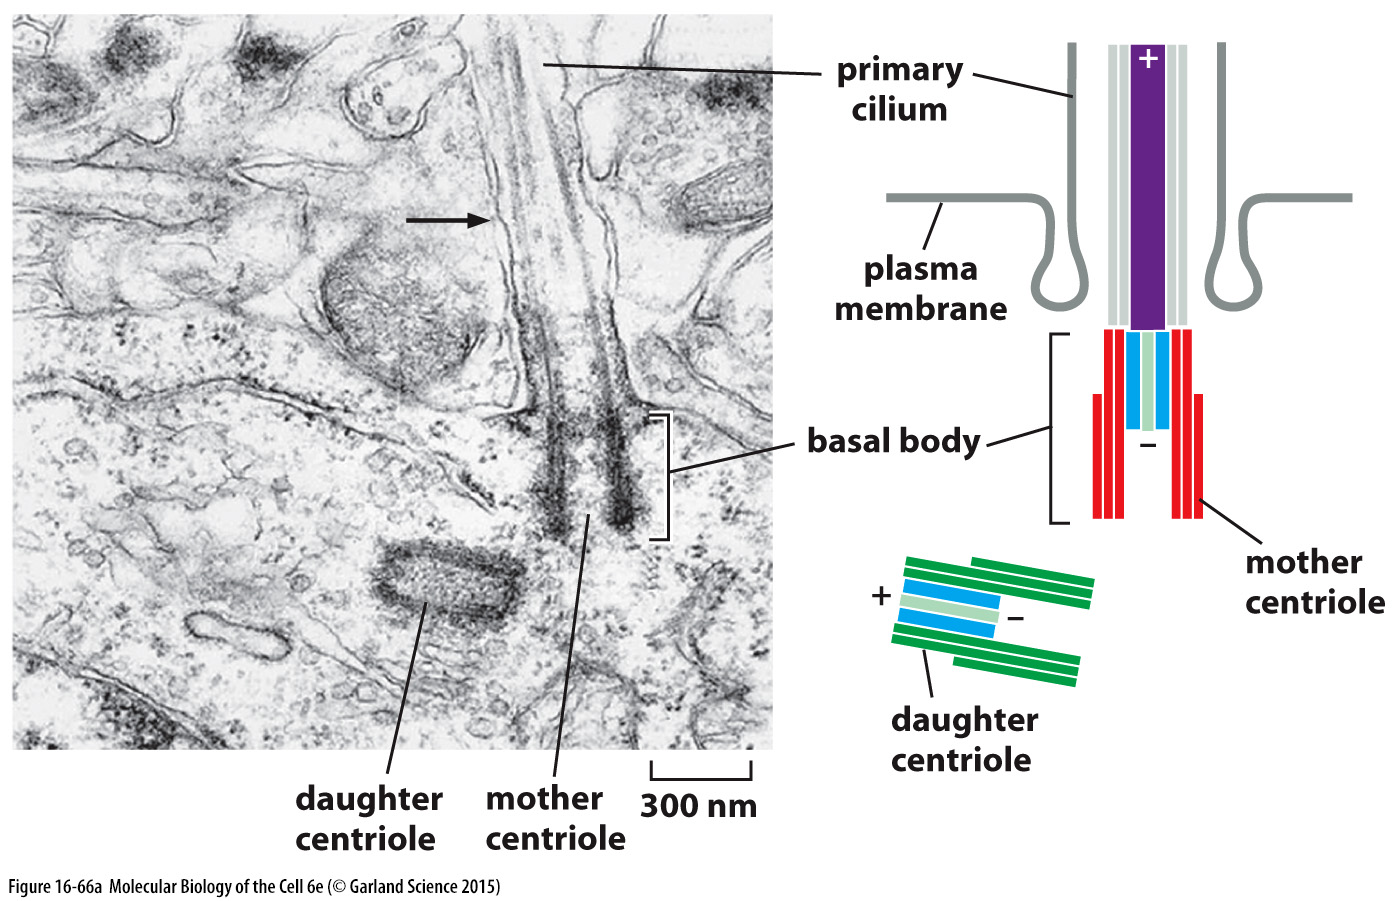 primary
cilium
+
plasma
membrane
basal body
−
mother
centriole
+
−
daughter
centriole
daughter
centriole
mother
centriole
300 nm
Figure 16-66a Molecular Biology of the Cell 6e (© Garland Science 2015)